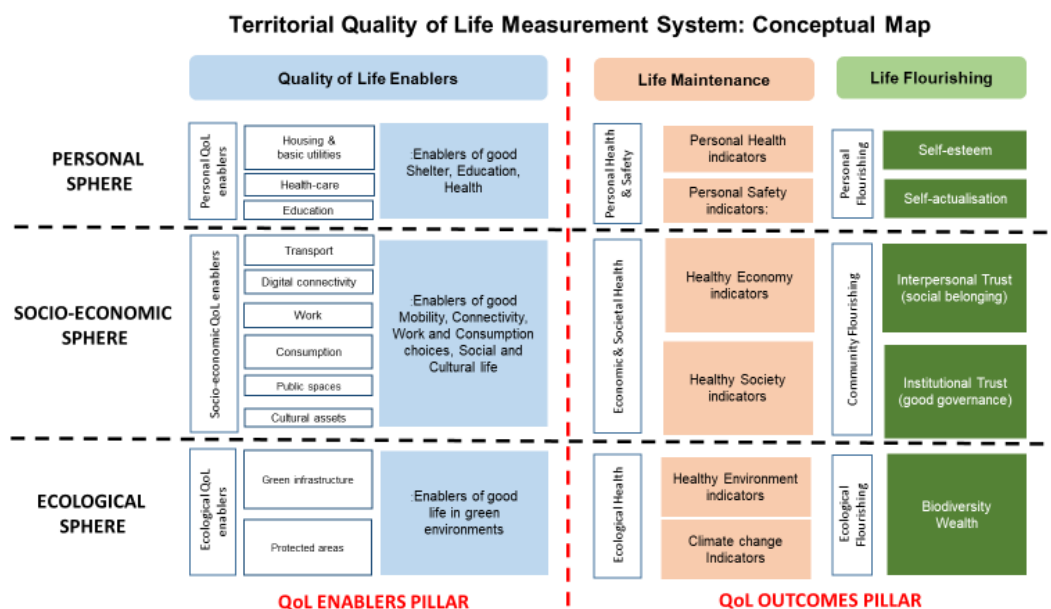 Territorial Quality of Life Measurement System: Conceptual Map
Quality of Life Enablers
Life Maintenance
Life Flourishing
PERSONAL
SPHERE
Personal QoL
enablers
Housing &
basic utilities
Health-care
Education
:Enablers of good
Shelter, Education,
Health
Personal Health
& Safety
Personal Health
indicators
Personal Safety
indicators:
Personal
Flourishing
Self-esteem
Self-actualisation
SOCIO-ECONOMIC
SPHERE
Socio-economic QoL enablers
Transport
Digital connectivity
Work
Consumption
Public spaces
Cultural assets
:Enablers of good
Mobility, Connectivity,
Work and Consumption
choices, Social and
Cultural life
Economic & Societal Health
Healthy Economy
indicators
Healthy Society
indicators
Community Flourishing
Interpersonal Trust
(social belonging)
Institutional Trust
(good governance)
ECOLOGICAL
SPHERE
Ecological QoL
enablers
Green infrastructure
Protected areas
:Enablers of good
life in green
environments
Ecological Health
Healthy Environment
indicators
Climate change
Indicators
Ecological
Flourishing
Biodiversity
Wealth
QoL ENABLERS PILLAR
QoL OUTCOMES PILLAR